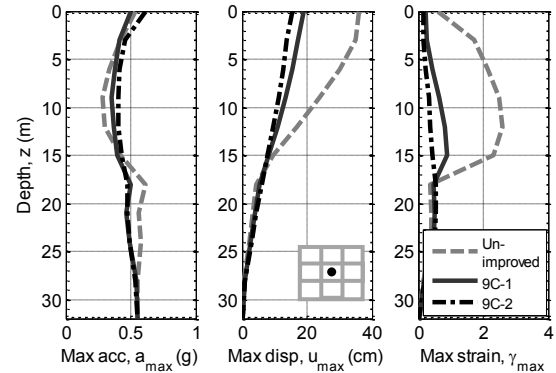 Depth, z (m)
0
5
10
15
20
25
30
0 0.5 1
Max acc, a_max (g)
0 20 40
Max disp, u_max (cm)
0 2 4
Max strain, γ_max
Un-
improved
9C-1
9C-2